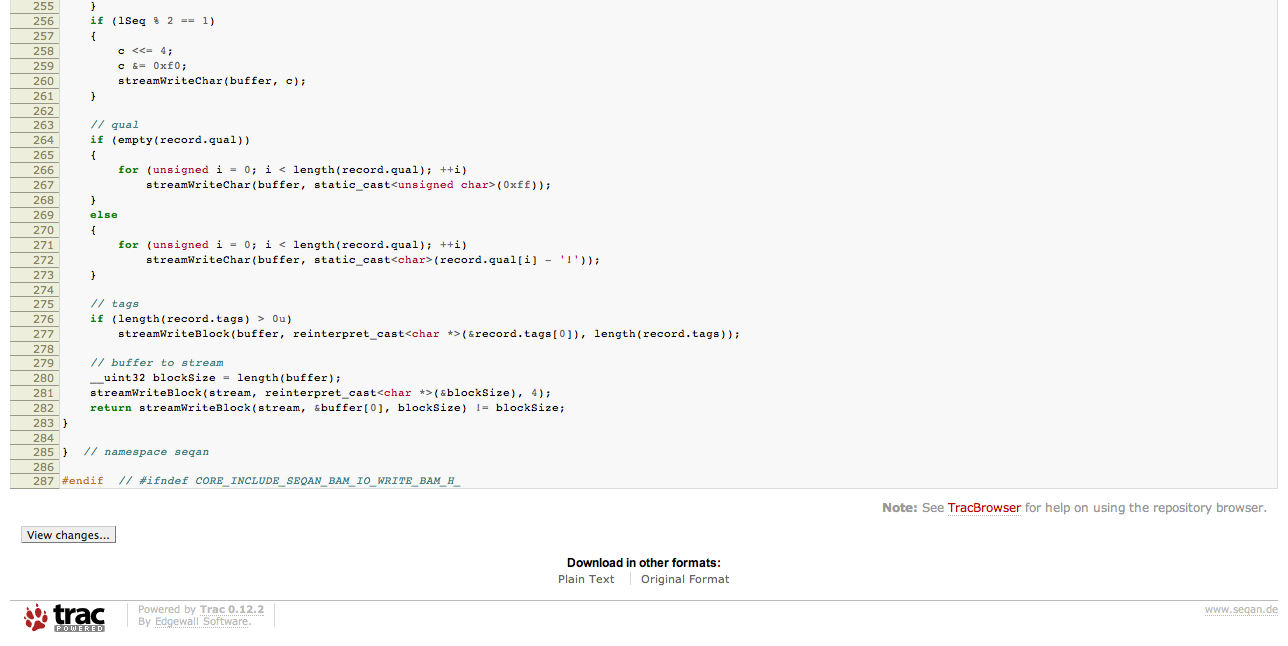 255 }
256 if (lSeq % 2 == 1)
257 {
258 c <<= 4;
259 c &= 0xf0;
260 streamWriteChar(buffer, c);
261 }
262
263 // qual
264 if (empty(record.qual))
265 {
266 for (unsigned i = 0; i < length(record.qual); ++i)
267 streamWriteChar(buffer, static_cast<unsigned char>(0xff));
268 }
269 else
270 {
271 for (unsigned i = 0; i < length(record.qual); ++i)
272 streamWriteChar(buffer, static_cast<char>(record.qual[i] - '!'));
273 }
274
275 // tags
276 if (length(record.tags) > 0u)
277 streamWriteBlock(buffer, reinterpret_cast<char *>(&record.tags[0]), length(record.tags));
278
279 // buffer to stream
280 __uint32 blockSize = length(buffer);
281 streamWriteBlock(stream, reinterpret_cast<char *>(&blockSize), 4);
282 return streamWriteBlock(stream, &buffer[0], blockSize) != blockSize;
283 }
284
285 } // namespace seqan
286
287 #endif // #ifndef CORE_INCLUDE_SEQAN_BAM_IO_WRITE_BAM_H_
Note: See TracBrowser for help on using the repository browser.
View changes...
Download in other formats:
Plain Text Original Format
trac POWERED
Powered by Trac 0.12.2
By Edgewall Software.
www.seqan.de